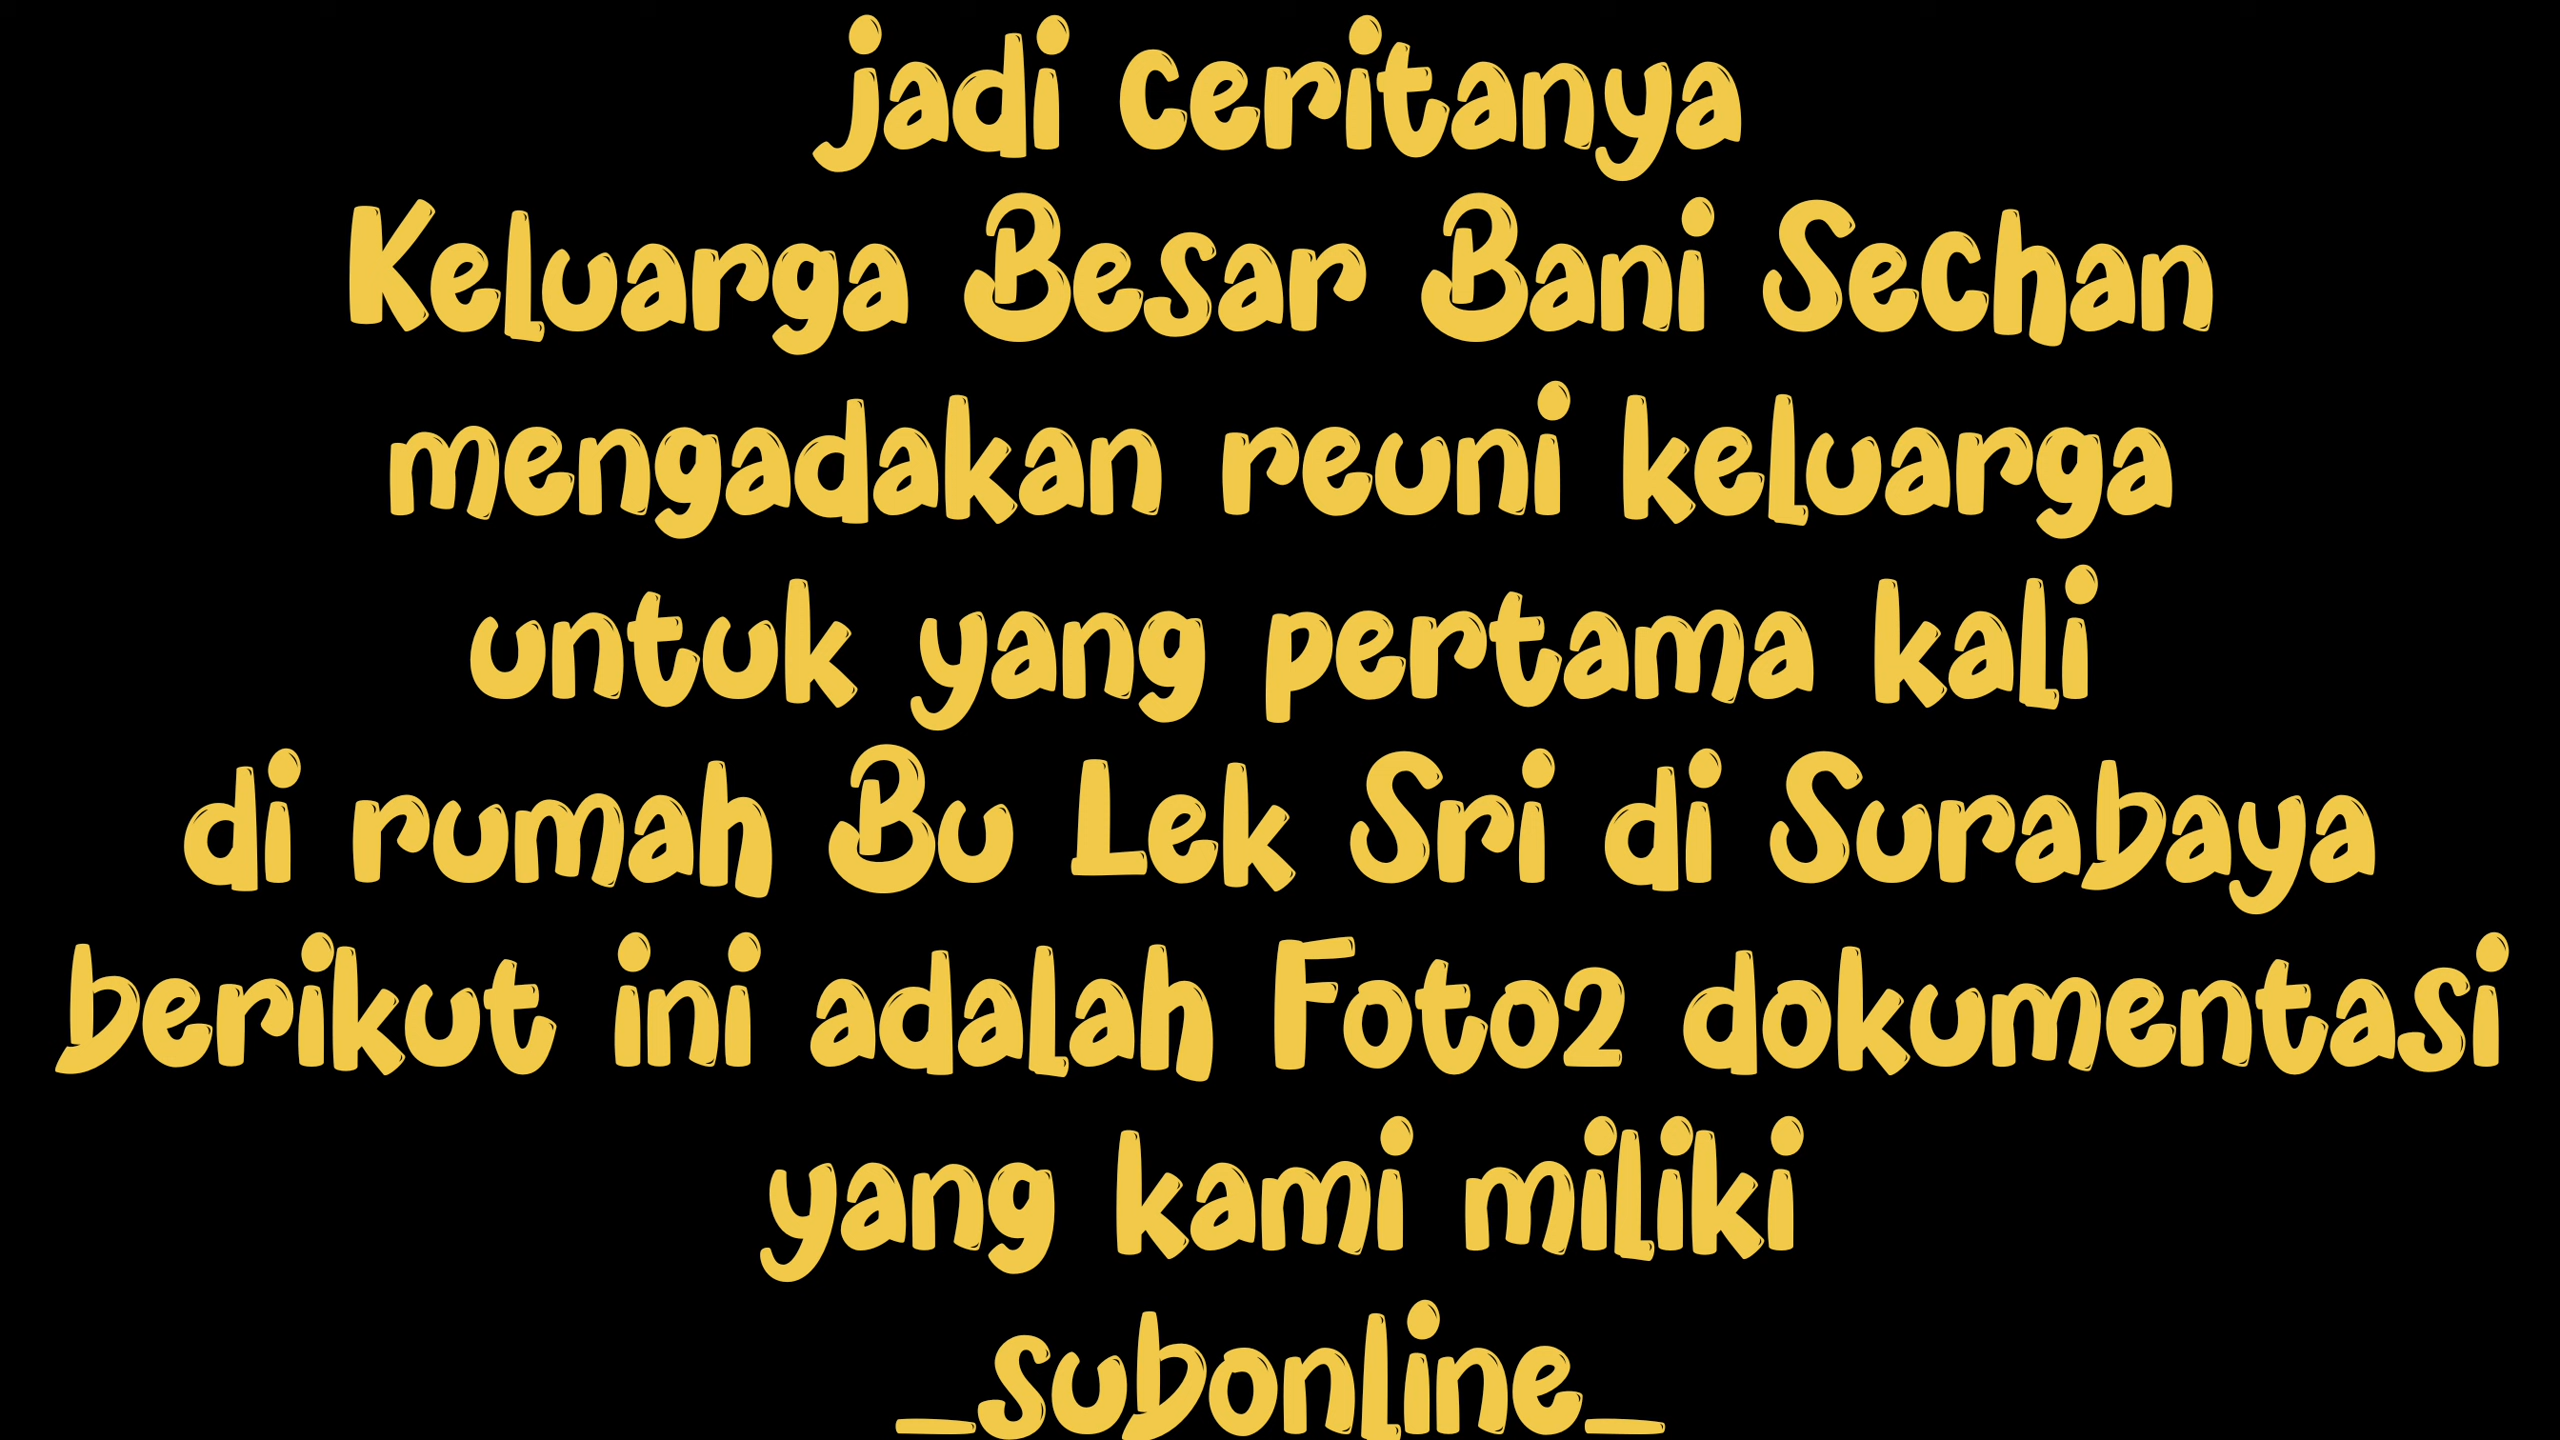 jadi ceritanya
Keluarga Besar Bani Sechan
mengadakan reuni keluarga
untuk yang pertama kali
di rumah Bu Lek Sri di Surabaya
berikut ini adalah Foto2 dokumentasi
yang kami miliki
_subonline_